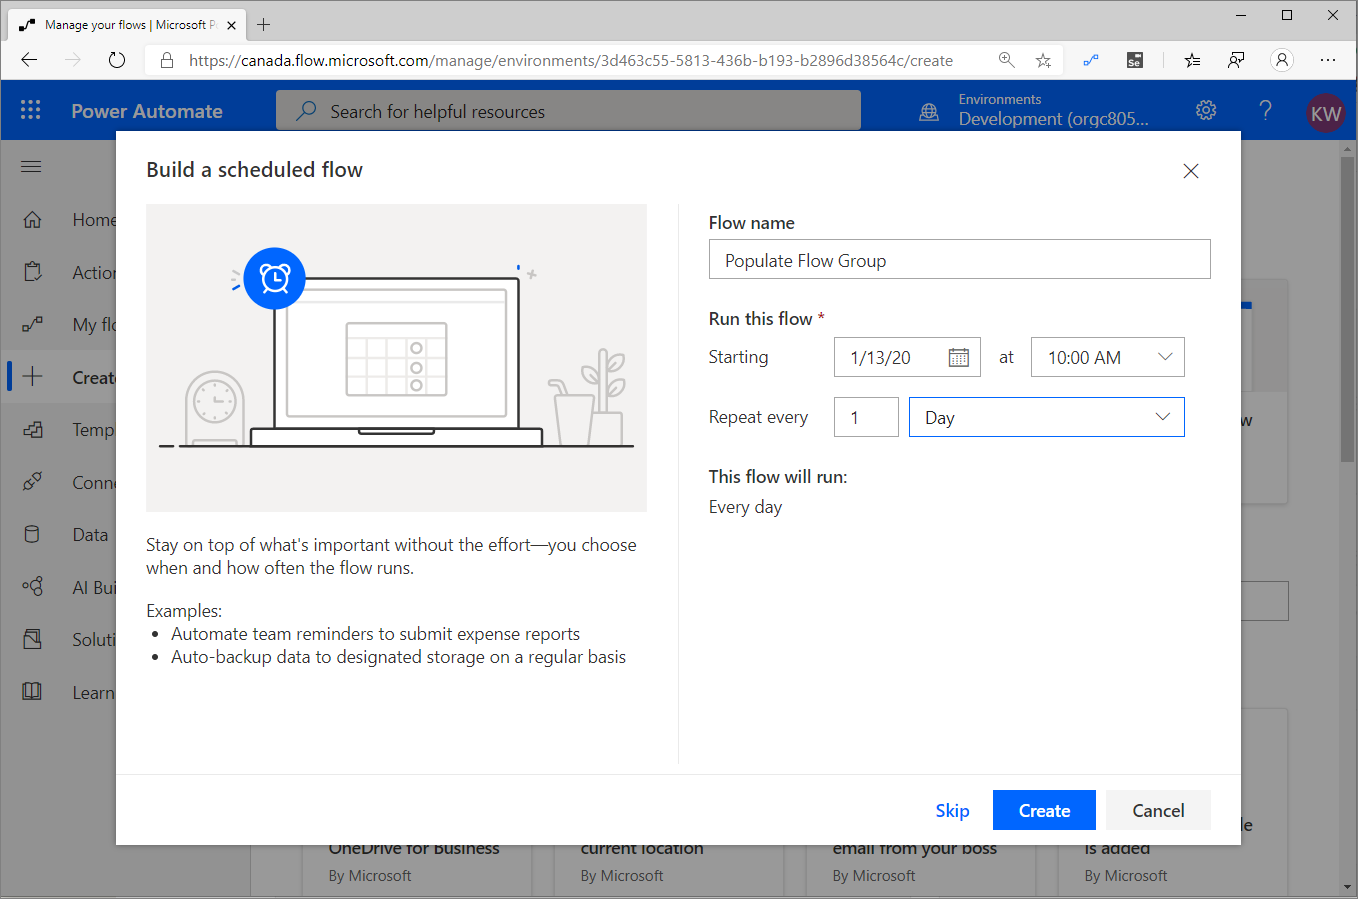 Manage your flows | Microsoft P
https://canada.flow.microsoft.com/manage/environments/3d463c55-5813-436b-b193-b2896d38564c/create
Se
Power Automate
Search for helpful resources
Environments
Development (orgc805...
?
KW
Build a scheduled flow
Home
Action
My flo
Create
Temp
Conne
Data
AI Bui
Soluti
Learn
Stay on top of what's important without the effort—you choose
when and how often the flow runs.
Examples:
• Automate team reminders to submit expense reports
• Auto-backup data to designated storage on a regular basis
Flow name
Populate Flow Group
Run this flow *
Starting 1/13/20 at 10:00 AM
Repeat every 1 Day
This flow will run:
Every day
Skip Create Cancel
w
le
OneDrive for Business
By Microsoft
current location
By Microsoft
email from your boss
By Microsoft
is added
By Microsoft